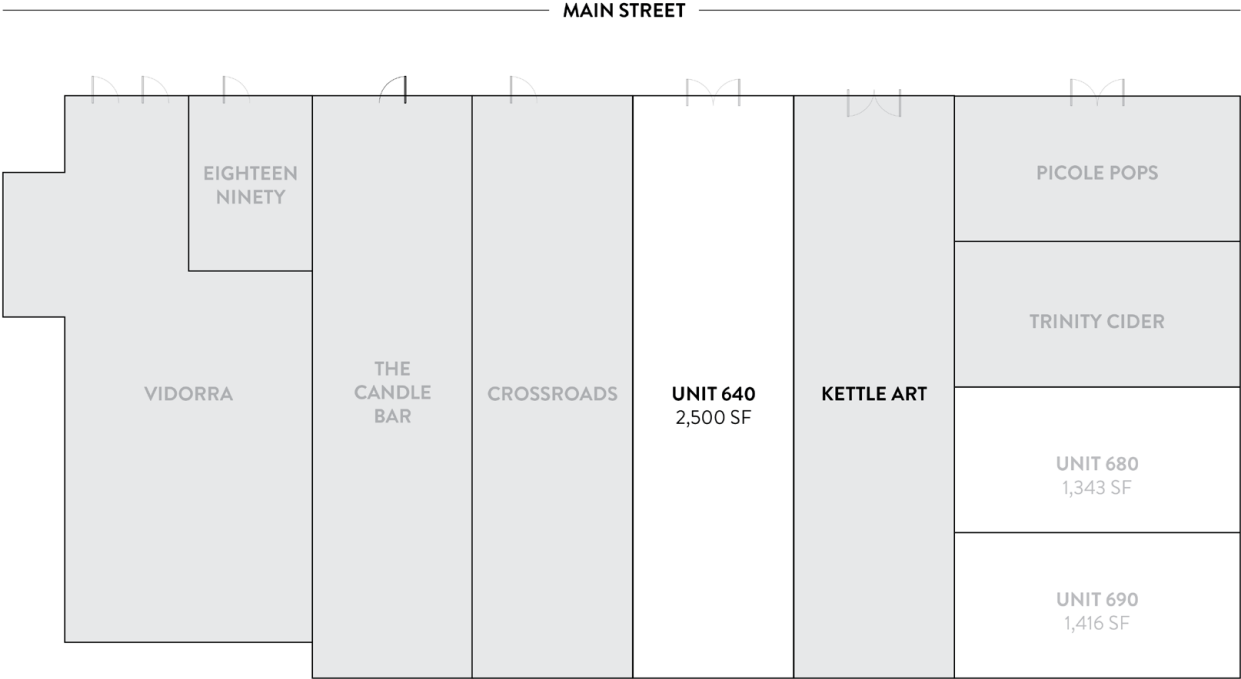 MAIN STREET
EIGHTEEN
NINETY
VIDORRA
THE
CANDLE
BAR
CROSSROADS
UNIT 640
2,500 SF
KETTLE ART
PICOLE POPS
TRINITY CIDER
UNIT 680
1,343 SF
UNIT 690
1,416 SF